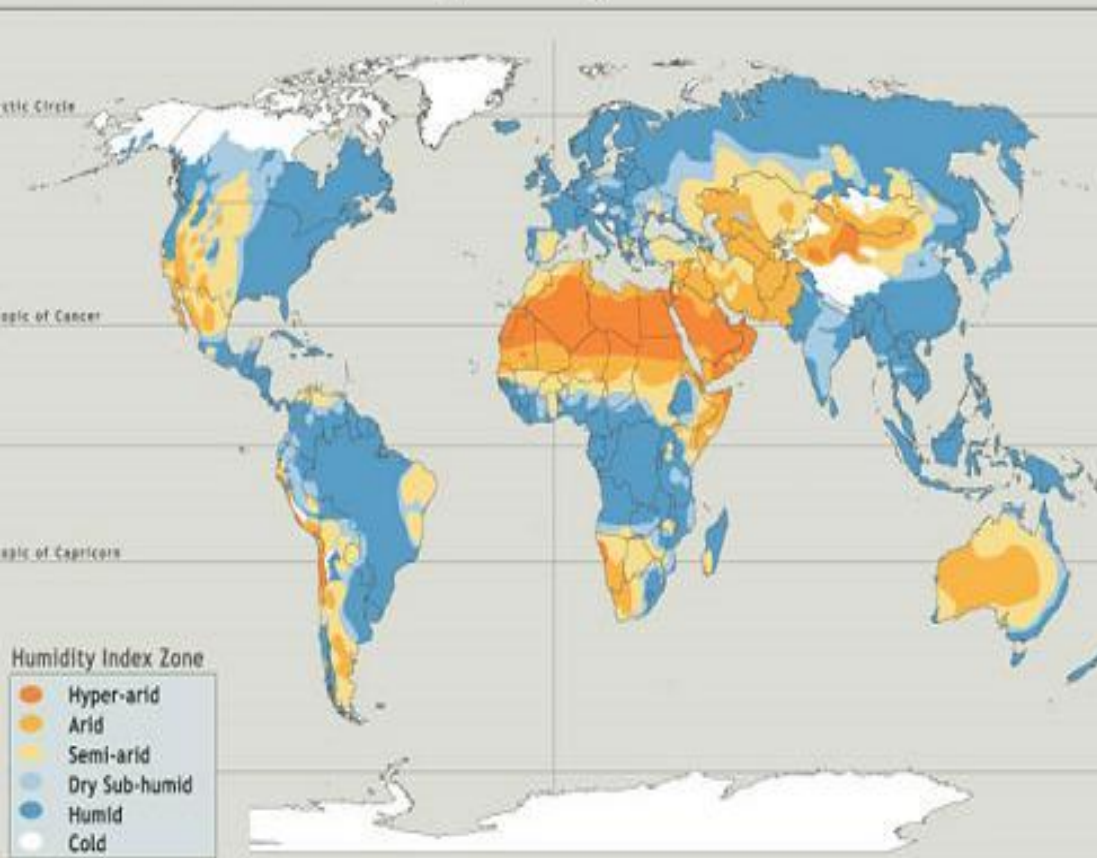 ctic Circle
opic of Cancer
opic of Capricorn
Humidity Index Zone
Hyper-arid
Arid
Semi-arid
Dry Sub-humid
Humid
Cold